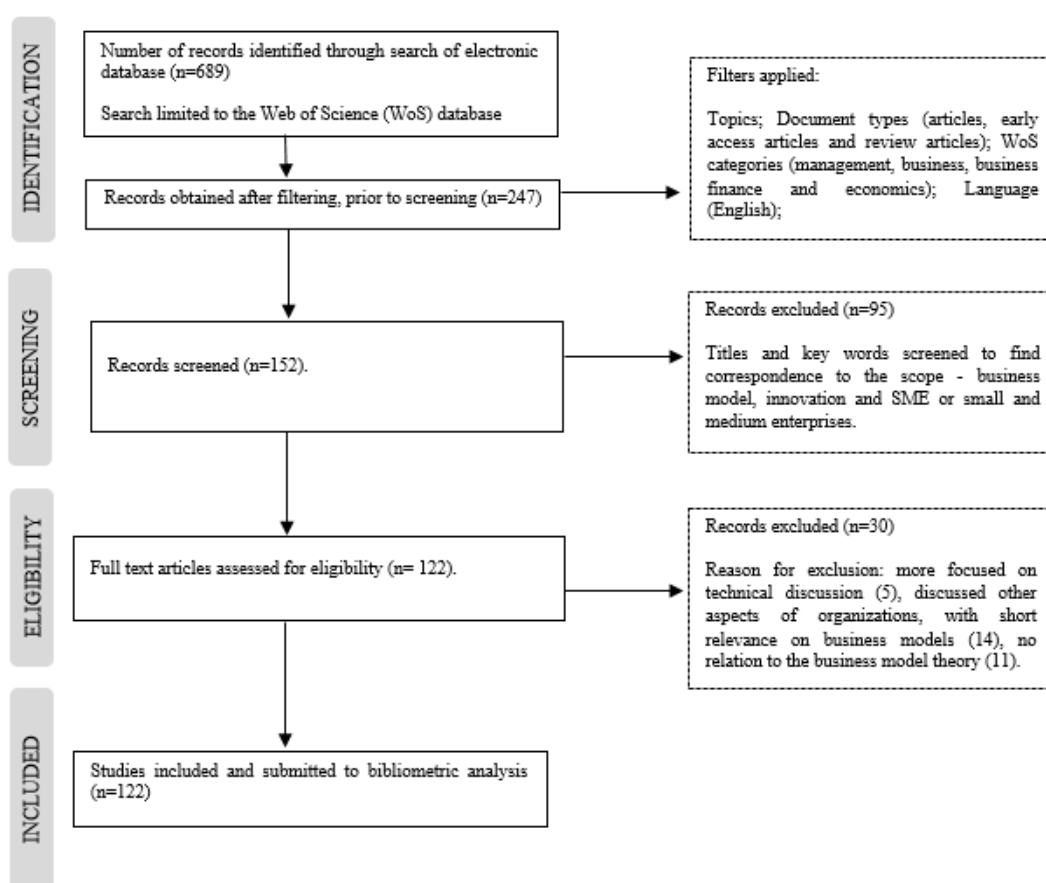 IDENTIFICATION
Number of records identified through search of electronic
database (n=689)
Search limited to the Web of Science (WoS) database
Records obtained after filtering, prior to screening (n=247)
Filters applied:
Topics; Document types (articles, early
access articles and review articles); WoS
categories (management, business, business
finance and economics); Language
(English);
SCREENING
Records screened (n=152).
Records excluded (n=95)
Titles and key words screened to find
correspondence to the scope - business
model, innovation and SME or small and
medium enterprises.
ELIGIBILITY
Full text articles assessed for eligibility (n= 122).
Records excluded (n=30)
Reason for exclusion: more focused on
technical discussion (5), discussed other
aspects of organizations, with short
relevance on business models (14), no
relation to the business model theory (11).
INCLUDED
Studies included and submitted to bibliometric analysis
(n=122)